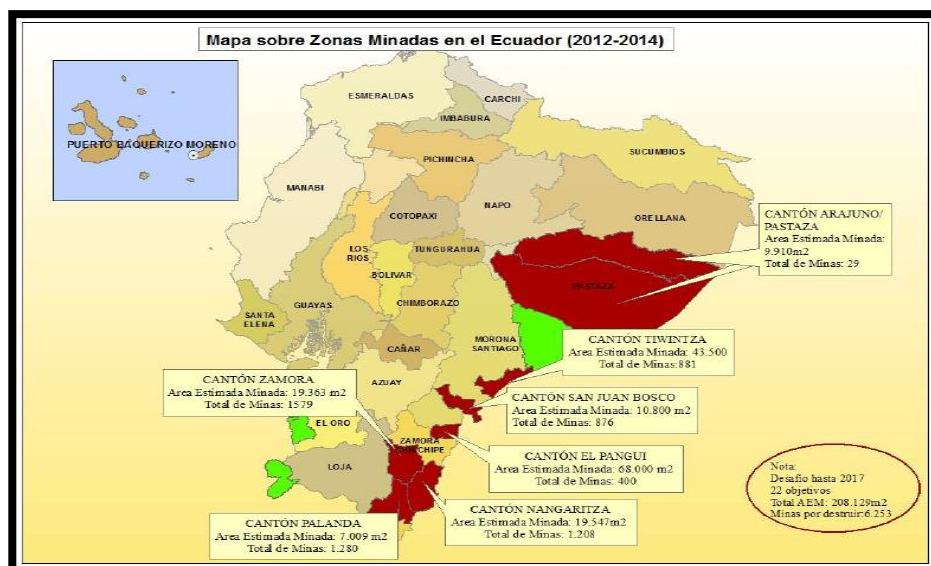 Mapa sobre Zonas Minadas en el Ecuador (2012-2014)
ESMERALDAS
CARCHI
IMBABURA
PUERTO BAQUERIZO MORENO
PICHINCHA
SUCUMBIOS
MANABI
NAPO
ORELLANA
COTOPAXI
CANTÓN ARAJUNO/
PASTAZA
Area Estimada Minada:
9.910m2
Total de Minas: 29
LOS
RIOS
TUNGURAHUA
BOLIVAR
PASTAZA
GUAYAS
CHIMBORAZO
SANTA
ELENA
MORONA
SANTIAGO
CAÑAR
CANTÓN TIWINTZA
Area Estimada Minada: 43.500
Total de Minas:881
AZUAY
CANTÓN ZAMORA
Area Estimada Minada: 19.363 m2
Total de Minas: 1579
CANTÓN SAN JUAN BOSCO
Area Estimada Minada: 10.800 m2
Total de Minas: 876
EL ORO
ZAMORA
LOJA
CANTÓN EL PANGUI
Area Estimada Minada: 68.000 m2
Total de Minas: 400
Nota:
Desafio hasta 2017
22 objetivos
Total AEM: 208.129m2
Minas por destruir:6.253
CANTÓN NANGARITZA
Area Estimada Minada: 19.547m2
Total de Minas: 1.208
CANTÓN PALANDA
Area Estimada Minada:
7.009 m2
Total de Minas: 1.280